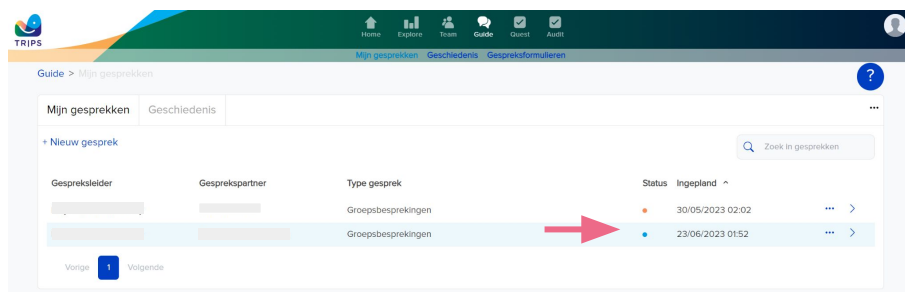 TRIPS
Home Explore Team Guide Quest Audit
Mijn gesprekken Geschiedenis Gespreksformulieren
Guide > Mijn gesprekken
?
Mijn gesprekken Geschiedenis
+ Nieuw gesprek
Zoek in gesprekken
Gespreksleider Gesprekspartner Type gesprek Status Ingepland
Groepsbesprekingen 30/05/2023 02:02
Groepsbesprekingen 23/06/2023 01:52
Vorige 1 Volgende